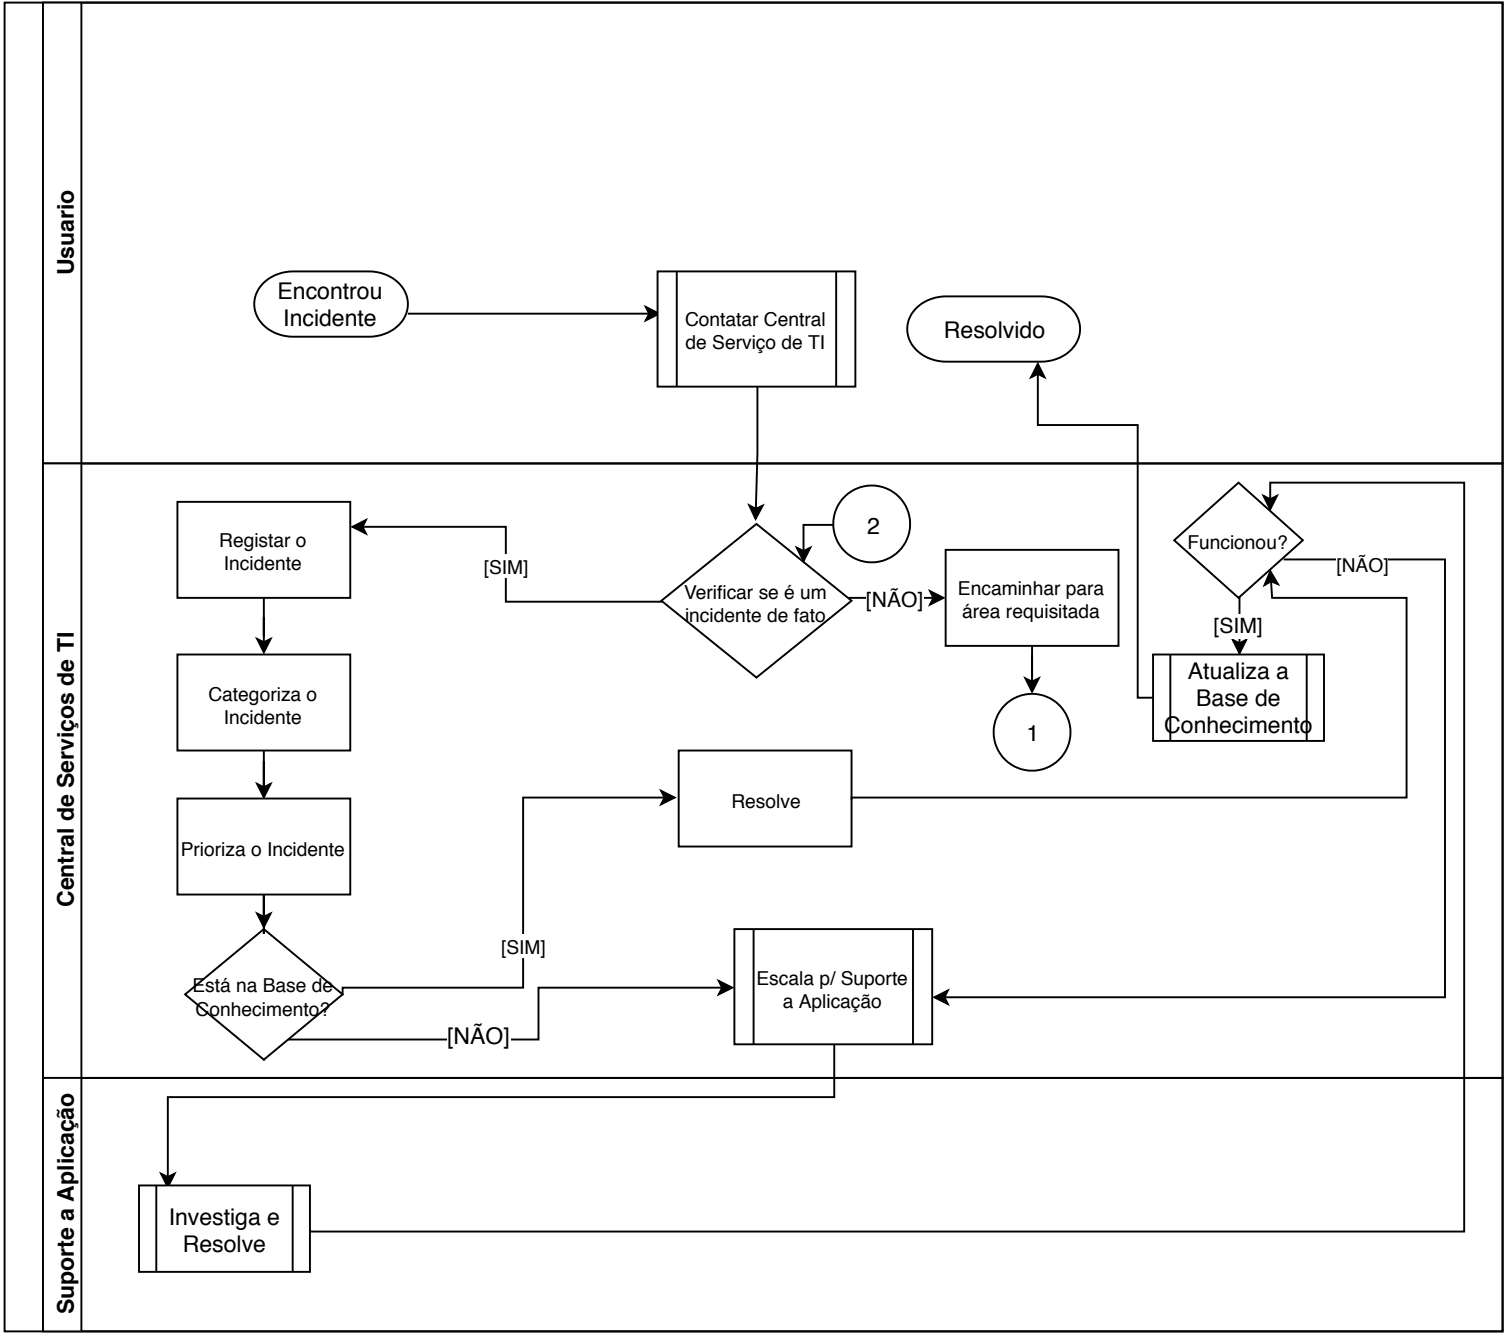 Usuario
Encontrou
Incidente
Contatar Central
de Serviço de TI
Resolvido
Central de Serviços de TI
Registar o
Incidente
[SIM]
2
Verificar se é um
incidente de fato
[NÃO]
Encaminhar para
área requisitada
1
Funcionou?
[NÃO]
[SIM]
Atualiza a
Base de
Conhecimento
Categoriza o
Incidente
Prioriza o Incidente
Resolve
Está na Base de
Conhecimento?
[SIM]
[NÃO]
Escala p/ Suporte
a Aplicação
Suporte a Aplicação
Investiga e
Resolve